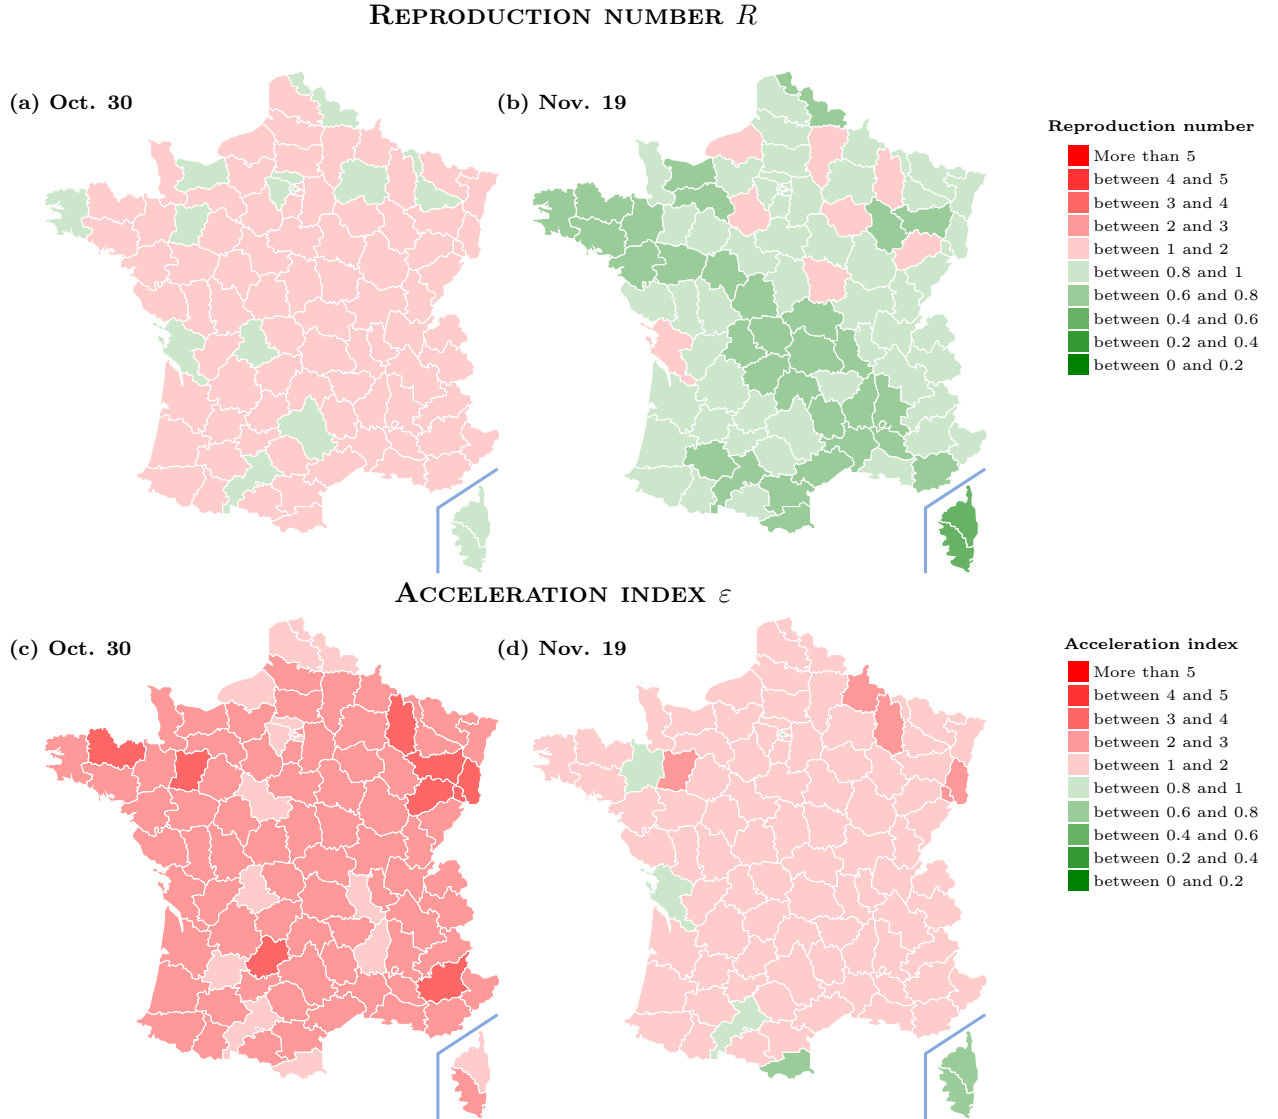 REPRODUCTION NUMBER R
(a) Oct. 30
(b) Nov. 19
Reproduction number
More than 5
between 4 and 5
between 3 and 4
between 2 and 3
between 1 and 2
between 0.8 and 1
between 0.6 and 0.8
between 0.4 and 0.6
between 0.2 and 0.4
between 0 and 0.2
ACCELERATION INDEX ε
(c) Oct. 30
(d) Nov. 19
Acceleration index
More than 5
between 4 and 5
between 3 and 4
between 2 and 3
between 1 and 2
between 0.8 and 1
between 0.6 and 0.8
between 0.4 and 0.6
between 0.2 and 0.4
between 0 and 0.2